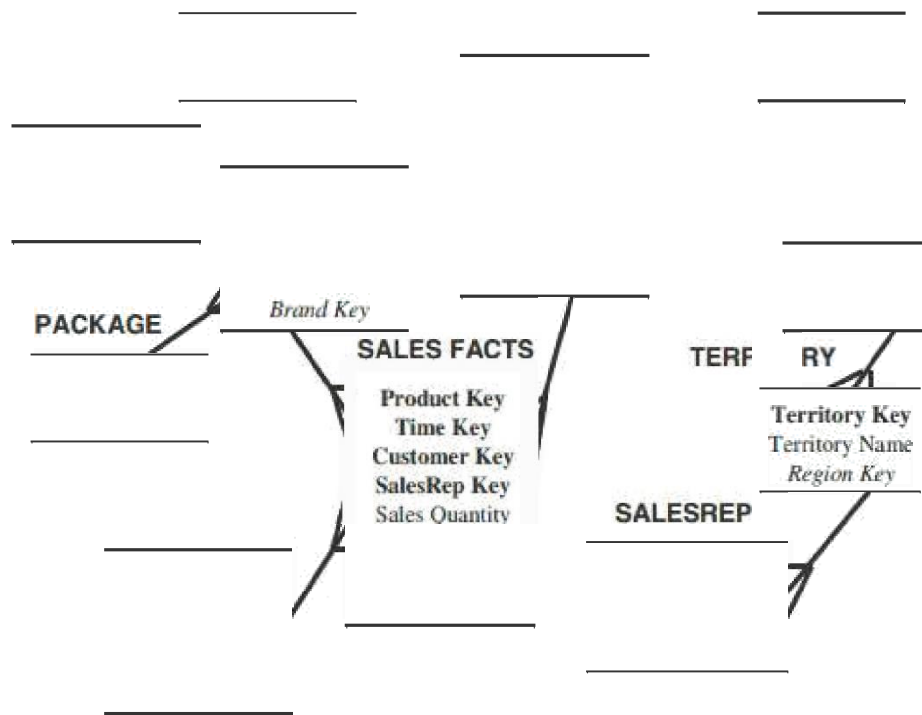 Brand Key
PACKAGE
SALES FACTS
Product Key
Time Key
Customer Key
SalesRep Key
Sales Quantity
RY
Territory Key
Territory Name
Region Key
SALESREP